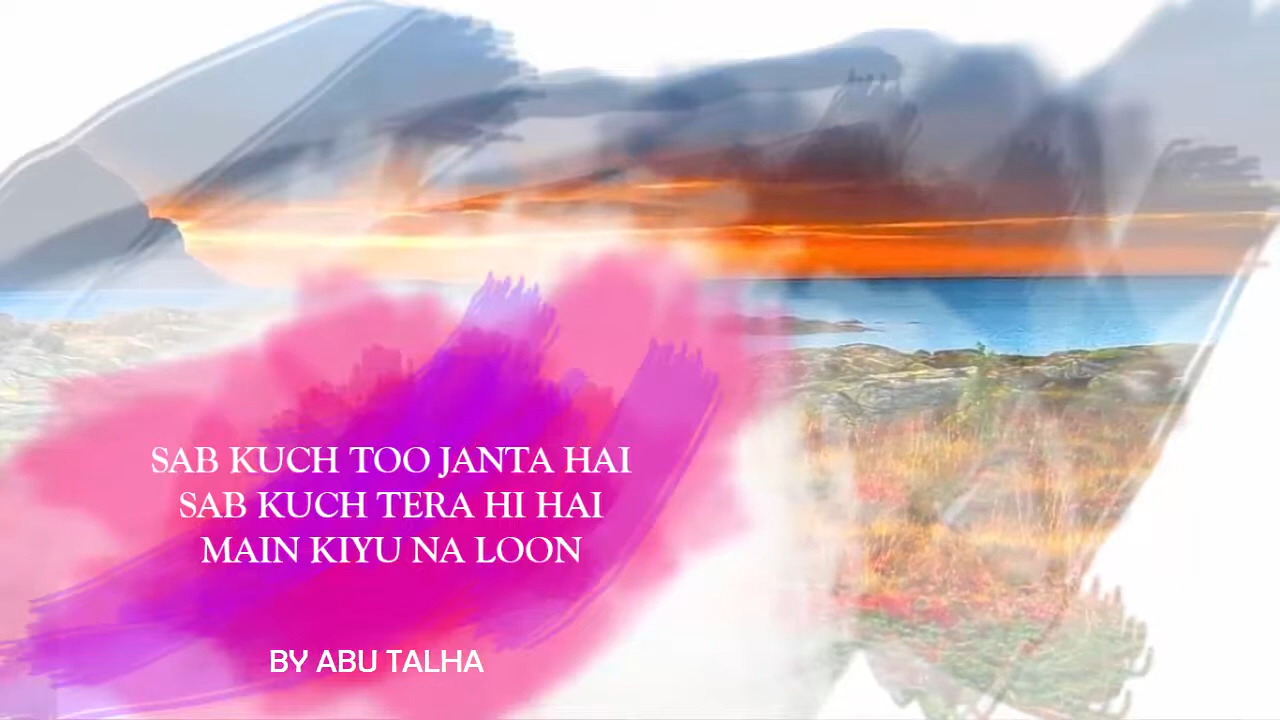 SAB KUCH TOO JANTA HAI
SAB KUCH TERA HI HAI
MAIN KIYU NA LOON
BY ABU TALHA